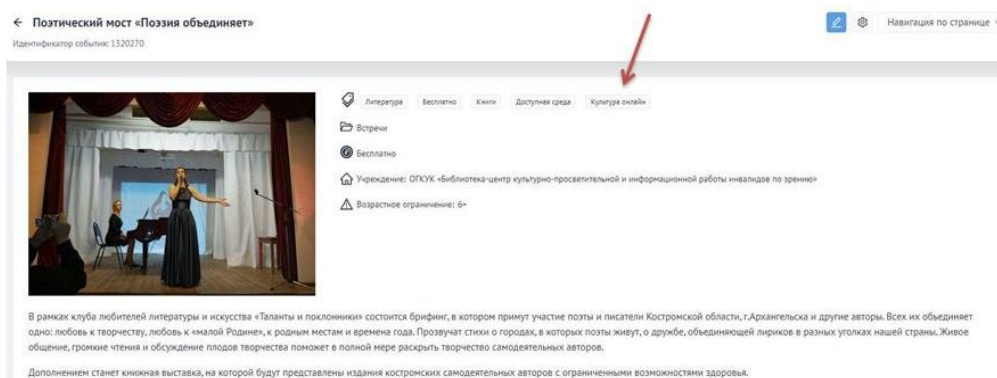 Поэтический мост «Поэзия объединяет»
Идентификатор события: 1320270
Навигация по странице
Литература Бесплатно Книги Доступная среда Культура онлайн
Встречи
Бесплатно
Учреждение: ОГКУК «Библиотека-центр культурно-просветительной и информационной работы инвалидов по зрению»
Возрастное ограничение: 6+
В рамках клуба любителей литературы и искусства «Таланты и поклонники» состоится брифинг, в котором примут участие поэты и писатели Костромской области, г.Архангельска и другие авторы. Всех их объединяет
одно: любовь к творчеству, любовь к «малой Родине», к родным местам и времена года. Прозвучат стихи о городах, в которых поэты живут, о дружбе, объединяющей лириков в разных уголках нашей страны. Живое
общение, громкие чтения и обсуждение плодов творчества поможет в полной мере раскрыть творчество самодеятельных авторов.
Дополнением станет книжная выставка, на которой будут представлены издания костромских самодеятельных авторов с ограниченными возможностями здоровья.